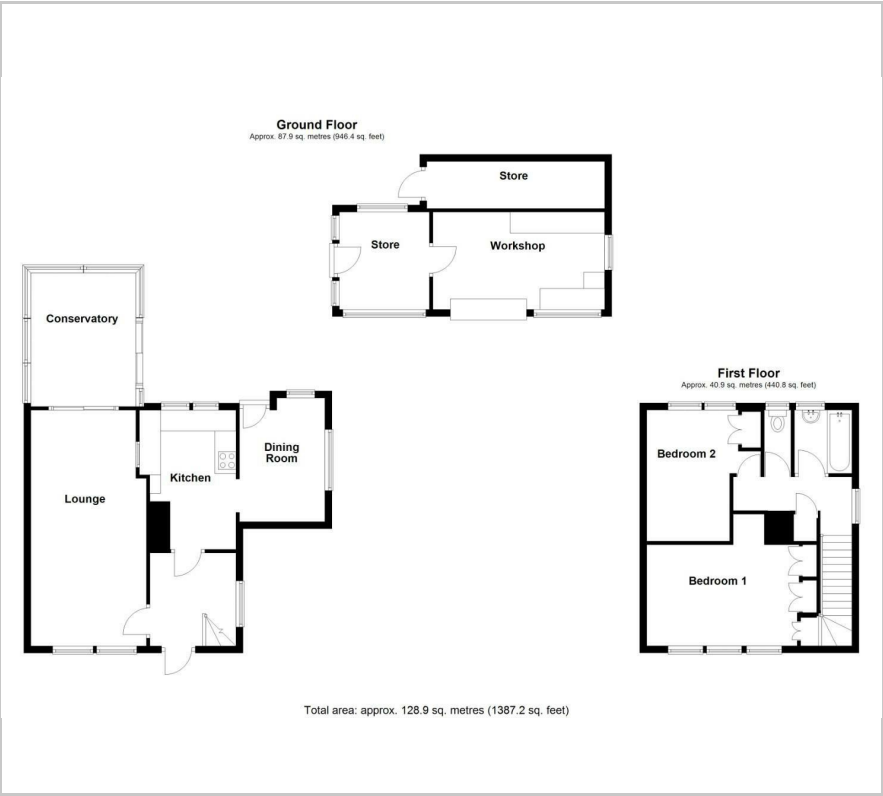 Ground Floor
Approx. 87.9 sq. metres (946.4 sq. feet)
Store
Store
Workshop
Conservatory
First Floor
Approx. 40.9 sq. metres (440.8 sq. feet)
Dining
Room
Bedroom 2
Kitchen
Lounge
Bedroom 1
Total area: approx. 128.9 sq. metres (1387.2 sq. feet)